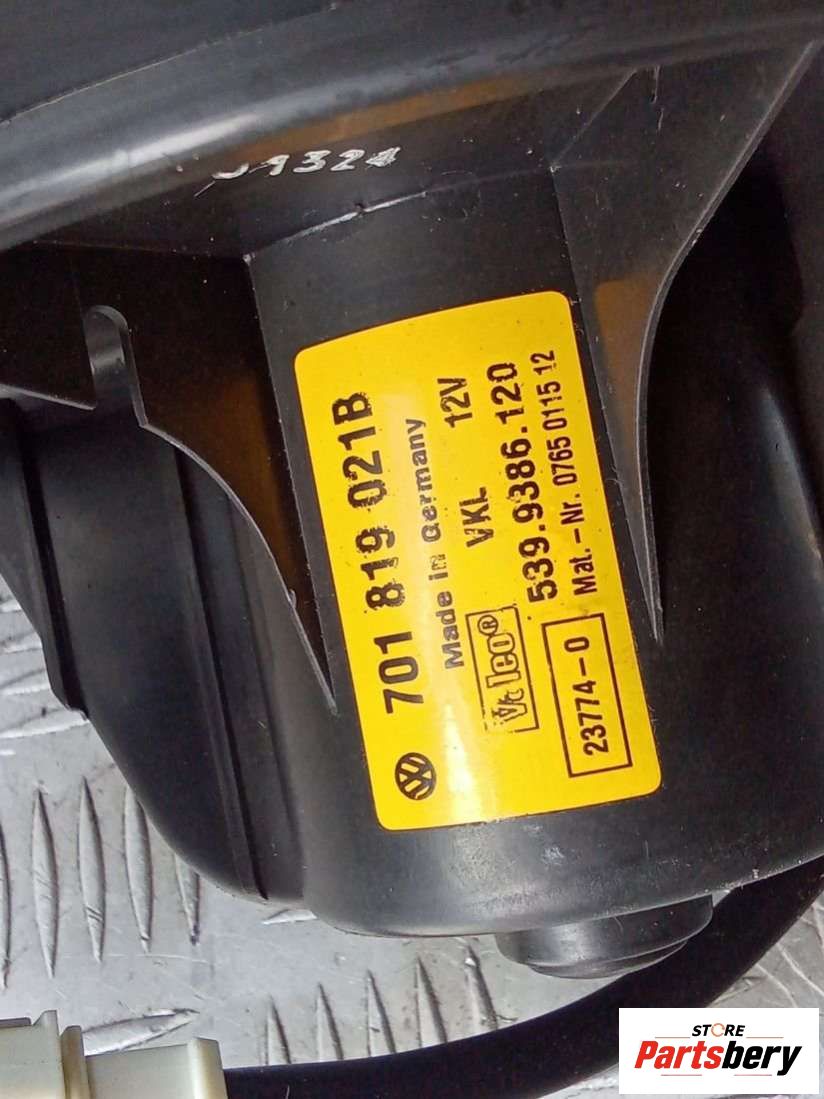 9324
701 819 021B
Made in Germany
Valeo® VKL 12V
539.9386.120
23774-0 Mat.-Nr. 0765 0115 12
STORE
Partsbery